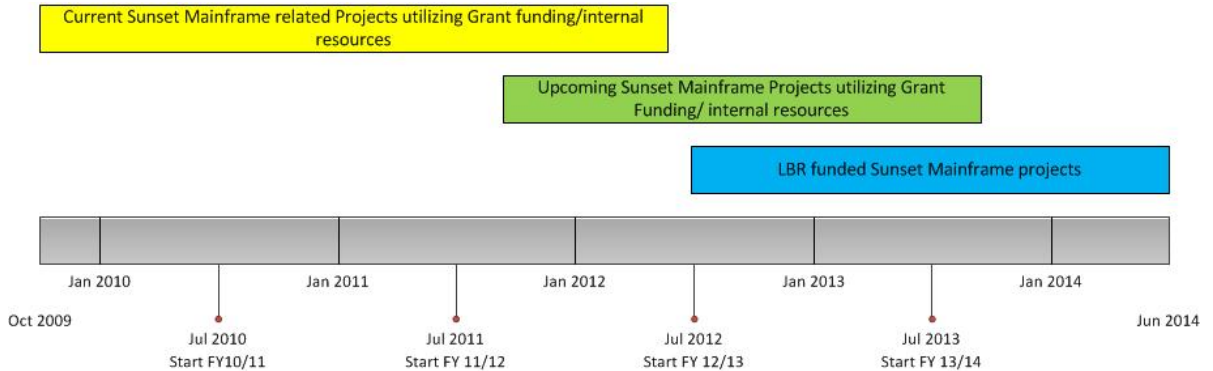 Current Sunset Mainframe related Projects utilizing Grant funding/internal
resources
Upcoming Sunset Mainframe Projects utilizing Grant
Funding/ internal resources
LBR funded Sunset Mainframe projects
Jan 2010
Jan 2011
Jan 2012
Jan 2013
Jan 2014
Oct 2009
Jun 2014
Jul 2010
Start FY10/11
Jul 2011
Start FY 11/12
Jul 2012
Start FY 12/13
Jul 2013
Start FY 13/14